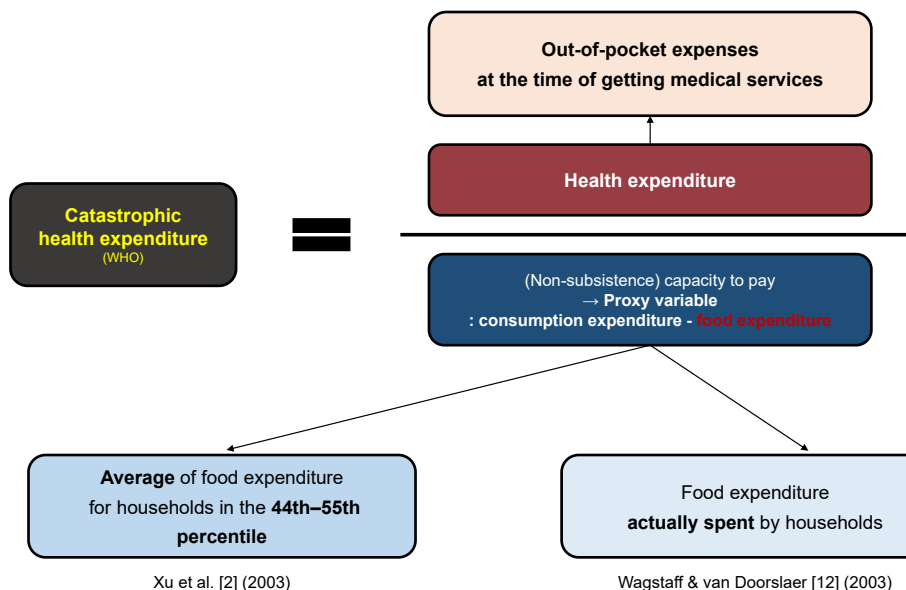 Out-of-pocket expenses
at the time of getting medical services
Health expenditure
Catastrophic
health expenditure
(WHO)
=
(Non-subsistence) capacity to pay
→ Proxy variable
: consumption expenditure - food expenditure
Average of food expenditure
for households in the 44th–55th
percentile
Food expenditure
actually spent by households
Xu et al. [2] (2003)
Wagstaff & van Doorslaer [12] (2003)